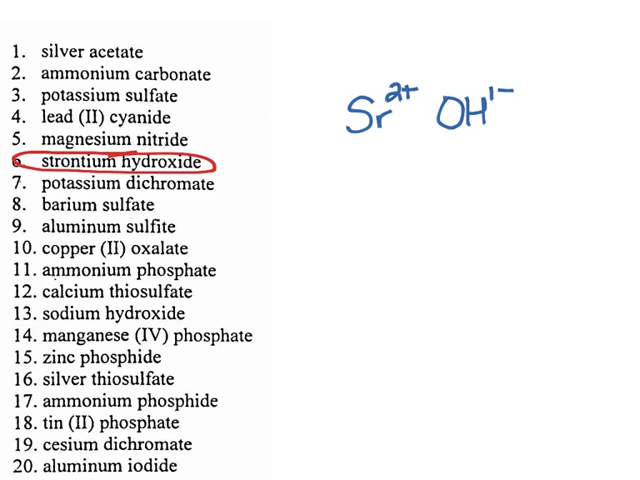 1. silver acetate
2. ammonium carbonate
3. potassium sulfate
4. lead (II) cyanide
5. magnesium nitride
6. strontium hydroxide
7. potassium dichromate
8. barium sulfate
9. aluminum sulfite
10. copper (II) oxalate
11. ammonium phosphate
12. calcium thiosulfate
13. sodium hydroxide
14. manganese (IV) phosphate
15. zinc phosphide
16. silver thiosulfate
17. ammonium phosphide
18. tin (II) phosphate
19. cesium dichromate
20. aluminum iodide
Sr²⁺ OH¹⁻